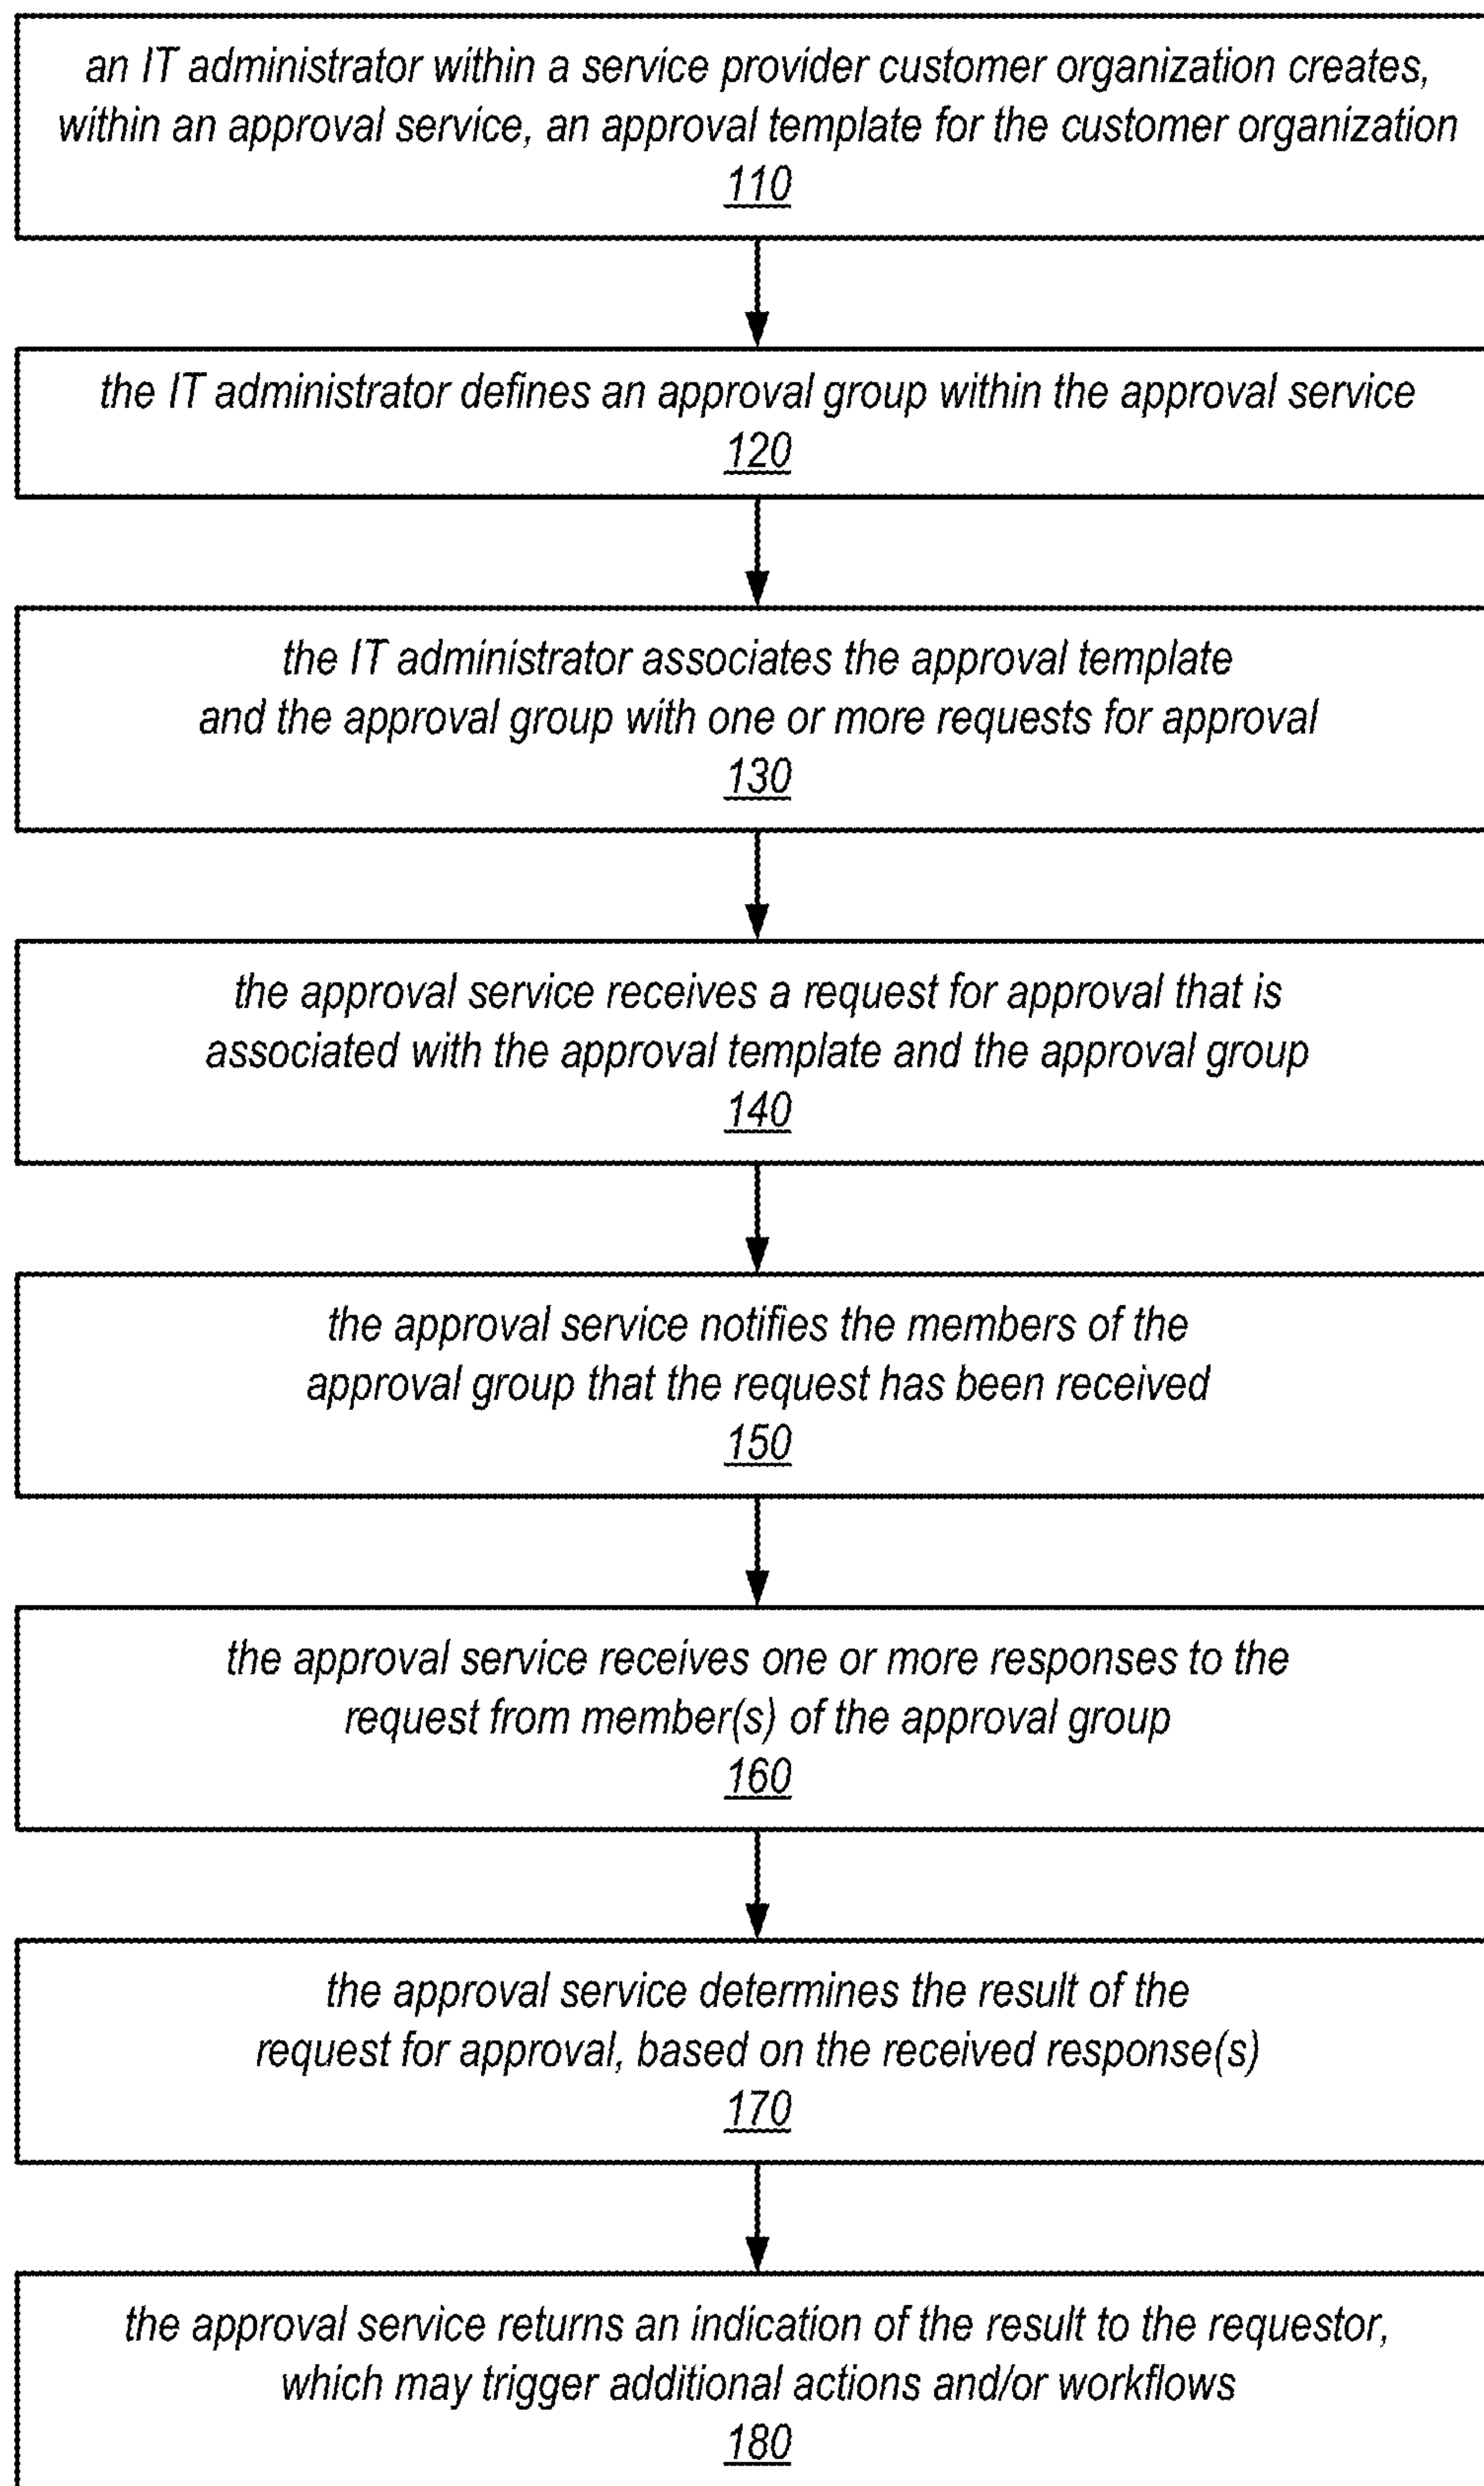 an IT administrator within a service provider customer organization creates,
within an approval service, an approval template for the customer organization
110
the IT administrator defines an approval group within the approval service
120
the IT administrator associates the approval template
and the approval group with one or more requests for approval
130
the approval service receives a request for approval that is
associated with the approval template and the approval group
140
the approval service notifies the members of the
approval group that the request has been received
150
the approval service receives one or more responses to the
request from member(s) of the approval group
160
the approval service determines the result of the
request for approval, based on the received response(s)
170
the approval service returns an indication of the result to the requestor,
which may trigger additional actions and/or workflows
180